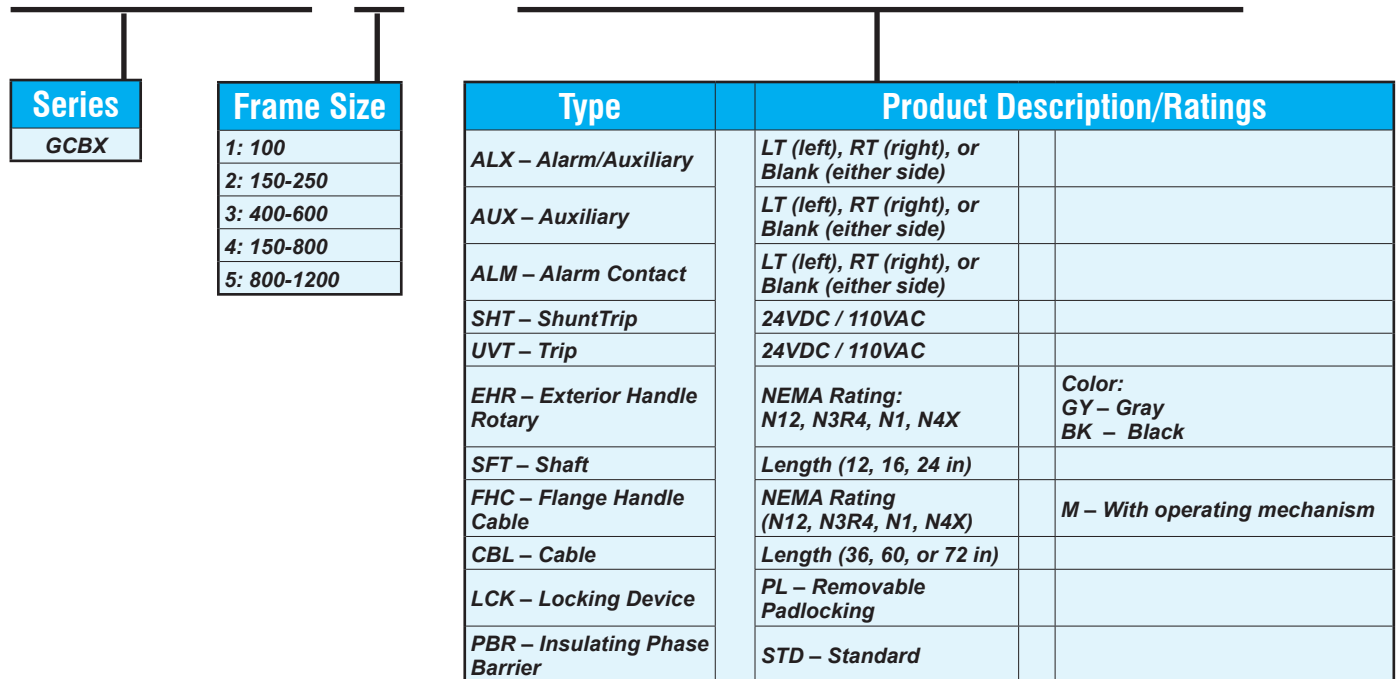 Series
GCBX
Frame Size
1: 100
2: 150-250
3: 400-600
4: 150-800
5: 800-1200
Type
Product Description/Ratings
ALX – Alarm/Auxiliary
LT (left), RT (right), or
Blank (either side)
AUX – Auxiliary
LT (left), RT (right), or
Blank (either side)
ALM – Alarm Contact
LT (left), RT (right), or
Blank (either side)
SHT – ShuntTrip
24VDC / 110VAC
UVT – Trip
24VDC / 110VAC
EHR – Exterior Handle
Rotary
NEMA Rating:
N12, N3R4, N1, N4X
Color:
GY – Gray
BK – Black
SFT – Shaft
Length (12, 16, 24 in)
FHC – Flange Handle
Cable
NEMA Rating
(N12, N3R4, N1, N4X)
M – With operating mechanism
CBL – Cable
Length (36, 60, or 72 in)
LCK – Locking Device
PL – Removable
Padlocking
PBR – Insulating Phase
Barrier
STD – Standard